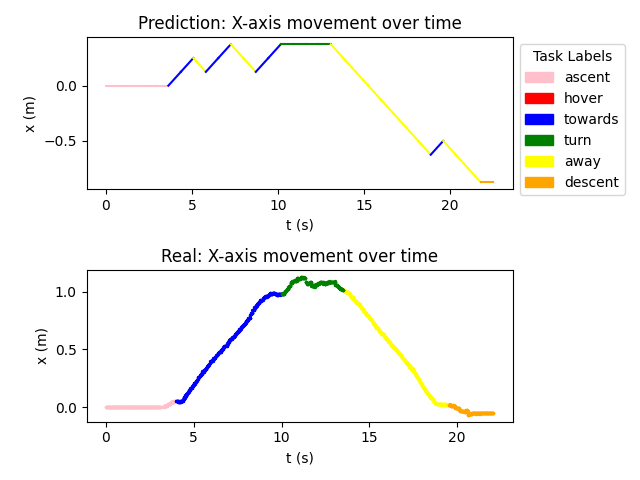 Prediction: X-axis movement over time
0.0
−0.5
x (m)
0 5 10 15 20
t (s)
Task Labels
ascent
hover
towards
turn
away
descent
Real: X-axis movement over time
1.0
0.5
0.0
x (m)
0 5 10 15 20
t (s)